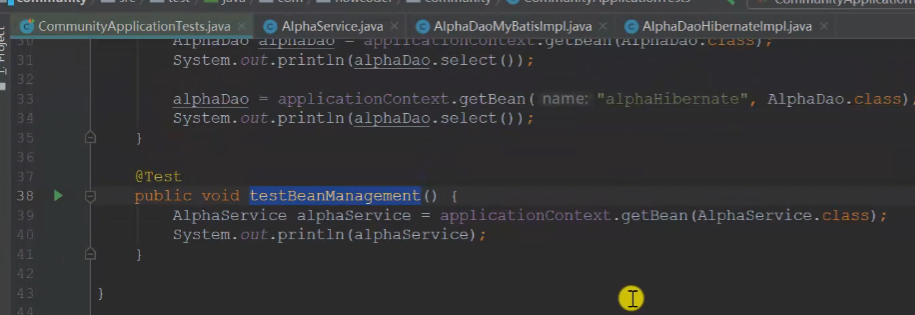 community src test java com nowcoder community CommunityApplicationTests CommunityApplication
CommunityApplicationTests.java × AlphaService.java × AlphaDaoMyBatisImpl.java × AlphaDaoHibernateImpl.java ×
1: Project
30 AlphaDao alphaDao = applicationContext.getBean(AlphaDao.class);
31 System.out.println(alphaDao.select());
32
33 alphaDao = applicationContext.getBean( name: "alphaHibernate", AlphaDao.class)
34 System.out.println(alphaDao.select());
35 }
36
37 @Test
38 public void testBeanManagement() {
39 AlphaService alphaService = applicationContext.getBean(AlphaService.class);
40 System.out.println(alphaService);
41 }
42
43 }
44